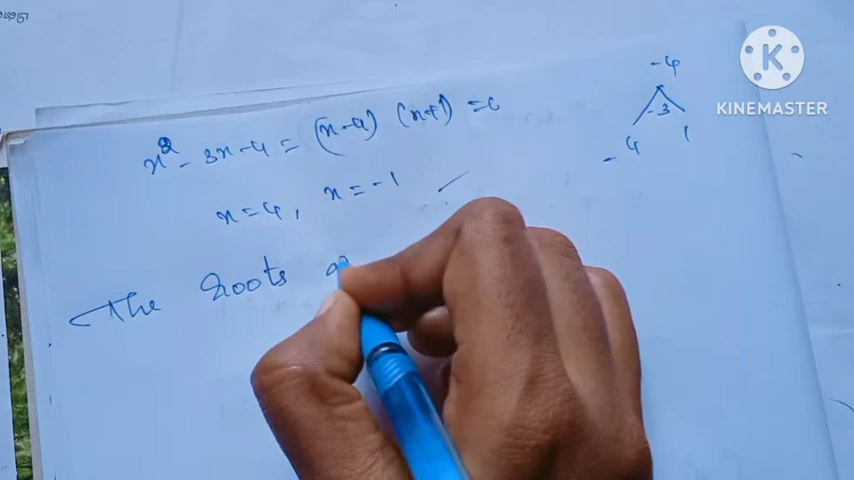 -4
KINEMASTER
-3
-4 1
x² - 3x - 4 = (x-4) (x+1) = 0
x = 4, x = -1
The roots a